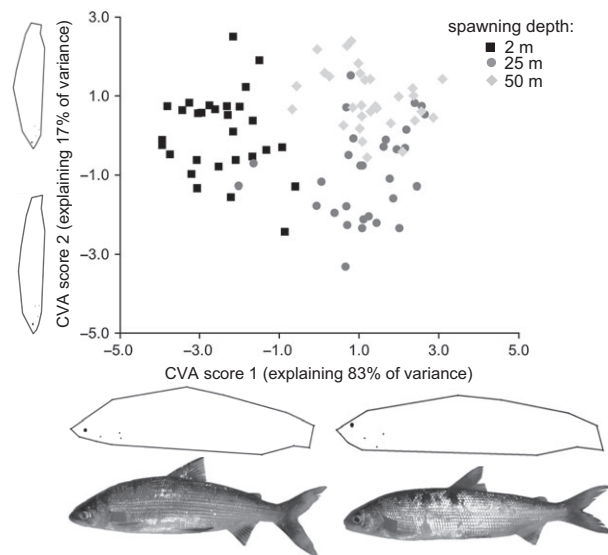 spawning depth:
2 m
25 m
50 m
CVA score 2 (explaining 17% of variance)
3.0
1.0
–1.0
–3.0
–5.0
–5.0 –3.0 –1.0 1.0 3.0 5.0
CVA score 1 (explaining 83% of variance)